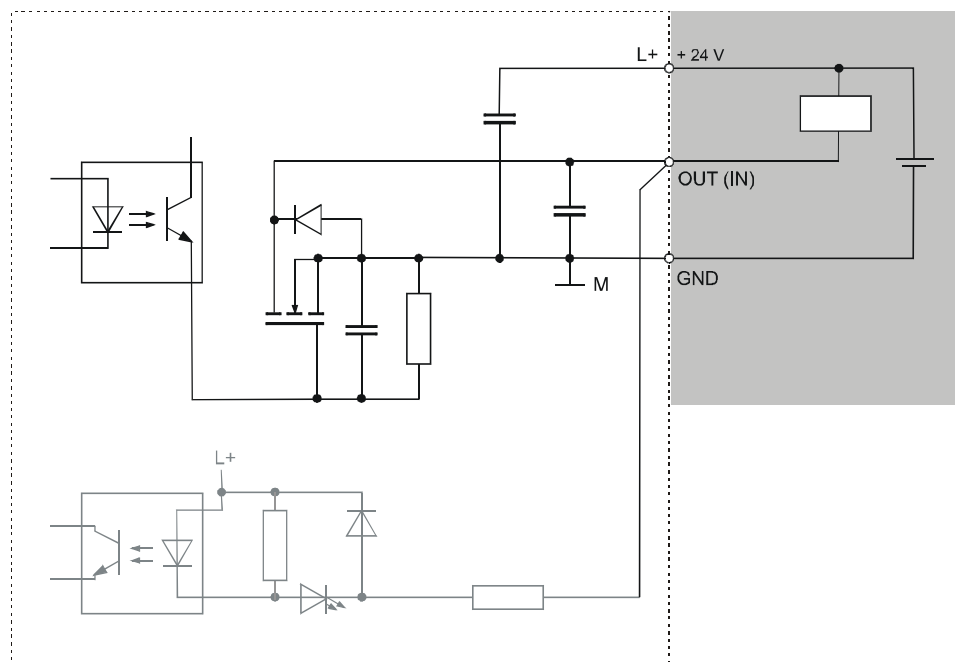 L+
+ 24 V
OUT (IN)
GND
M
L+